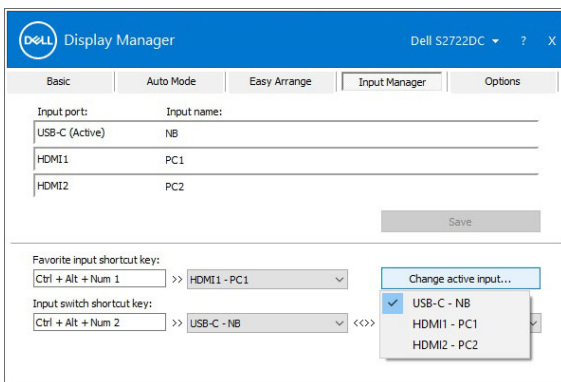 DELL Display Manager Dell S2722DC ? X
Basic Auto Mode Easy Arrange Input Manager Options
Input port: Input name:
USB-C (Active) NB
HDMI1 PC1
HDMI2 PC2
Save
Favorite input shortcut key:
Ctrl + Alt + Num 1 >> HDMI1 - PC1 Change active input...
Input switch shortcut key:
Ctrl + Alt + Num 2 >> USB-C - NB <<>>
USB-C - NB
HDMI1 - PC1
HDMI2 - PC2